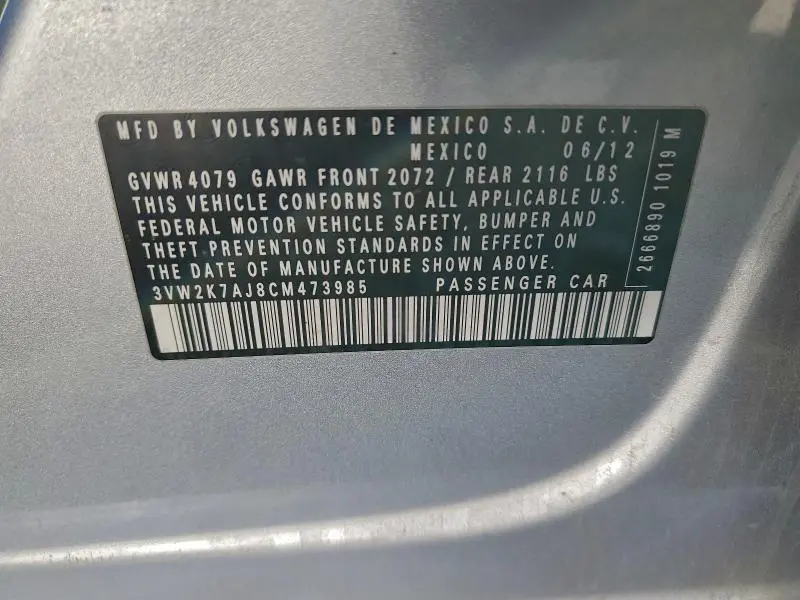 MFD BY VOLKSWAGEN DE MEXICO S.A. DE C.V.
MEXICO 06/12
GVWR 4079 GAWR FRONT 2072 / REAR 2116 LBS
THIS VEHICLE CONFORMS TO ALL APPLICABLE U.S.
FEDERAL MOTOR VEHICLE SAFETY, BUMPER AND
THEFT PREVENTION STANDARDS IN EFFECT ON
THE DATE OF MANUFACTURE SHOWN ABOVE.
3VW2K7AJ8CM473985 PASSENGER CAR
2666890 1019 M